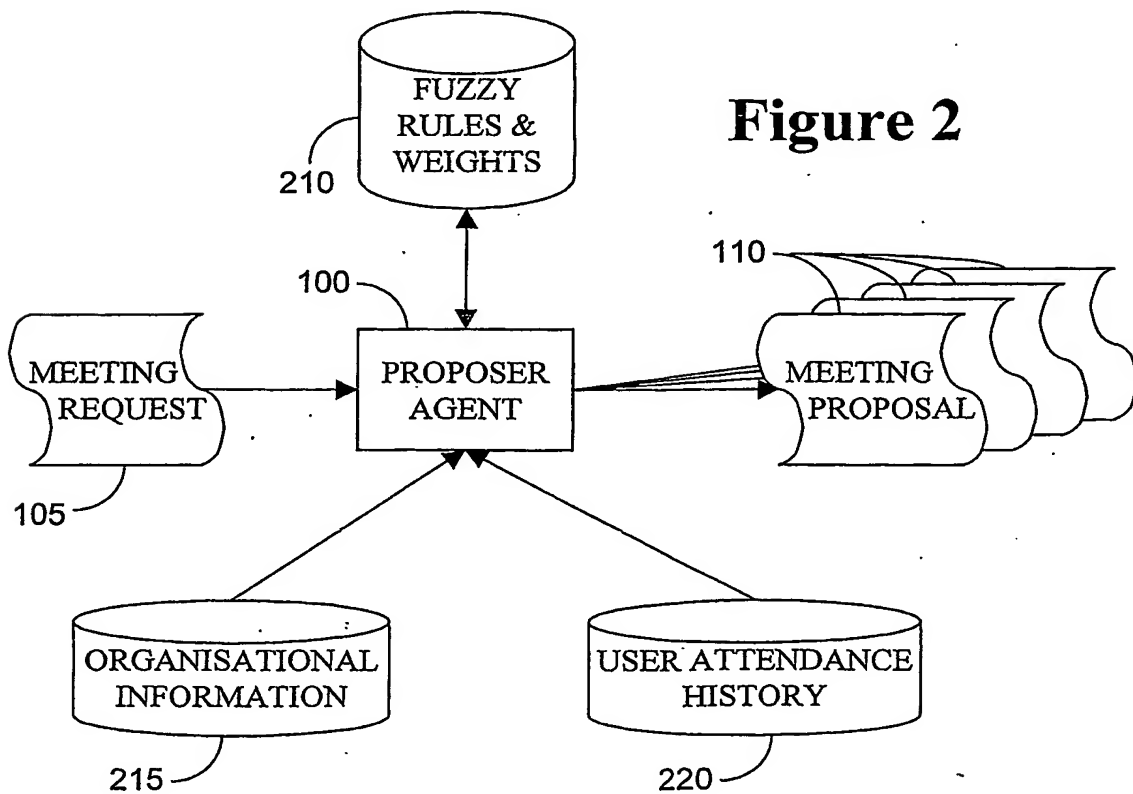 FUZZY
RULES &
WEIGHTS
Figure 2
210
110
100
MEETING
REQUEST
PROPOSER
AGENT
MEETING
PROPOSAL
105
ORGANISATIONAL
INFORMATION
USER ATTENDANCE
HISTORY
215
220